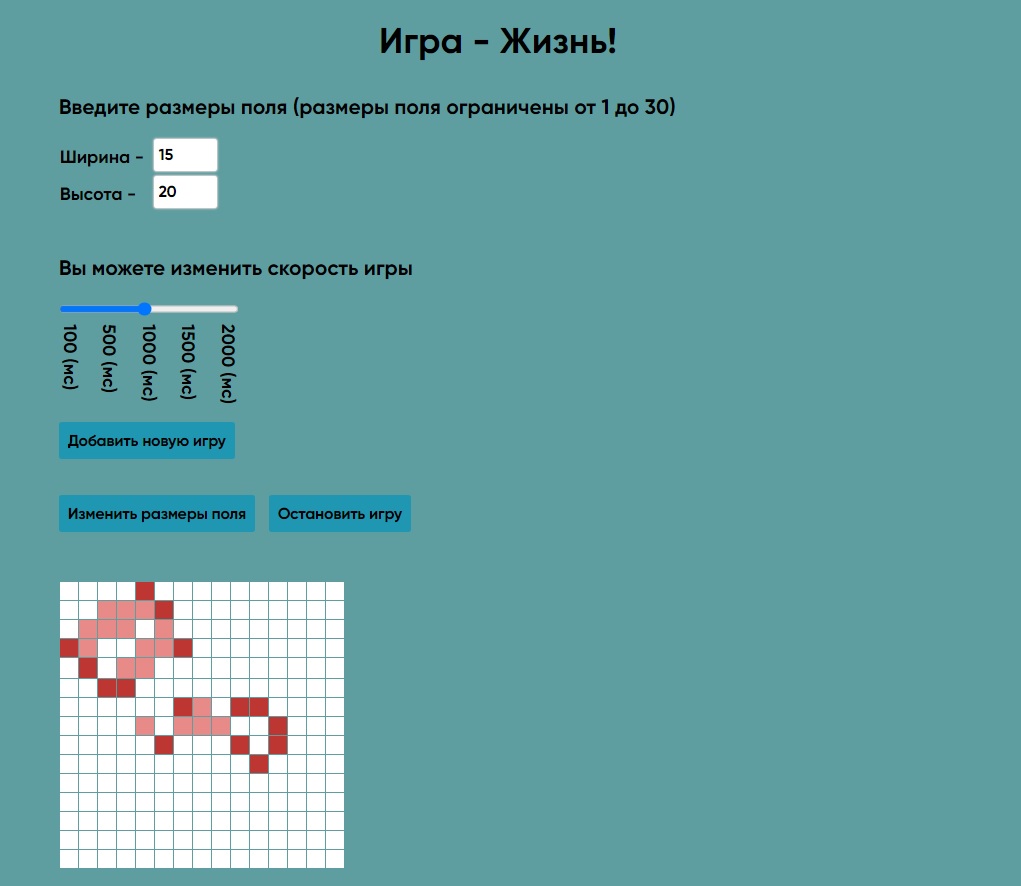 Игра - Жизнь!
Введите размеры поля (размеры поля ограничены от 1 до 30)
Ширина - 15
Высота - 20
Вы можете изменить скорость игры
100 (мс)
500 (мс)
1000 (мс)
1500 (мс)
2000 (мс)
Добавить новую игру
Изменить размеры поля Остановить игру